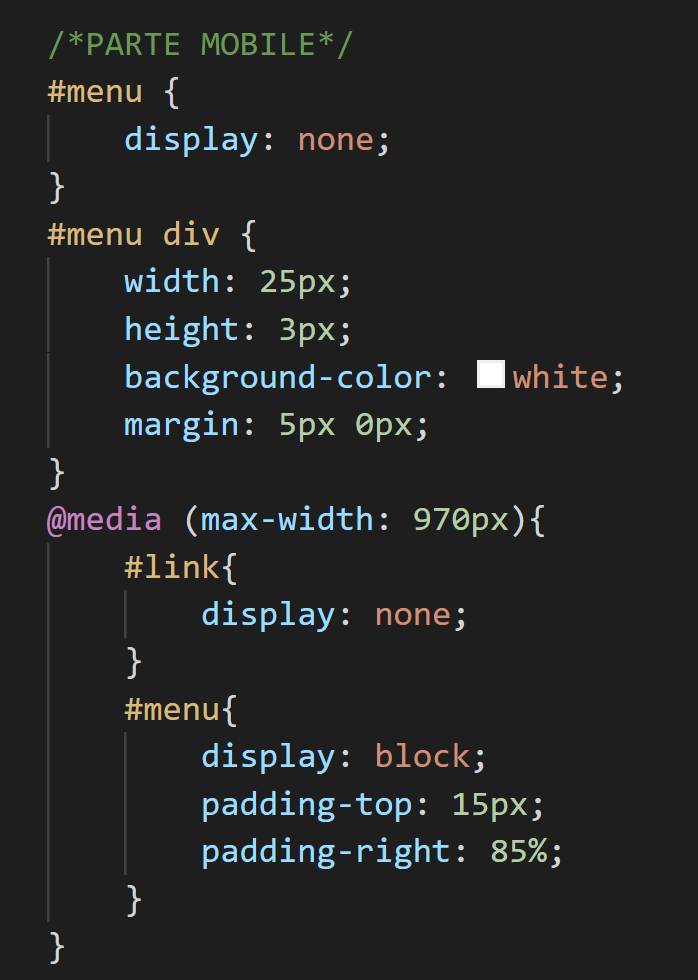 /*PARTE MOBILE*/
#menu {
    display: none;
}
#menu div {
    width: 25px;
    height: 3px;
    background-color: white;
    margin: 5px 0px;
}
@media (max-width: 970px){
    #link{
        display: none;
    }
    #menu{
        display: block;
        padding-top: 15px;
        padding-right: 85%;
    }
}